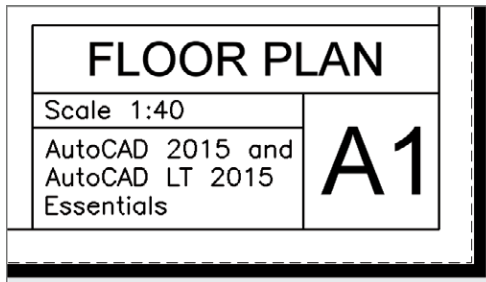 FLOOR PLAN
Scale 1:40
AutoCAD 2015 and
AutoCAD LT 2015
Essentials
A1